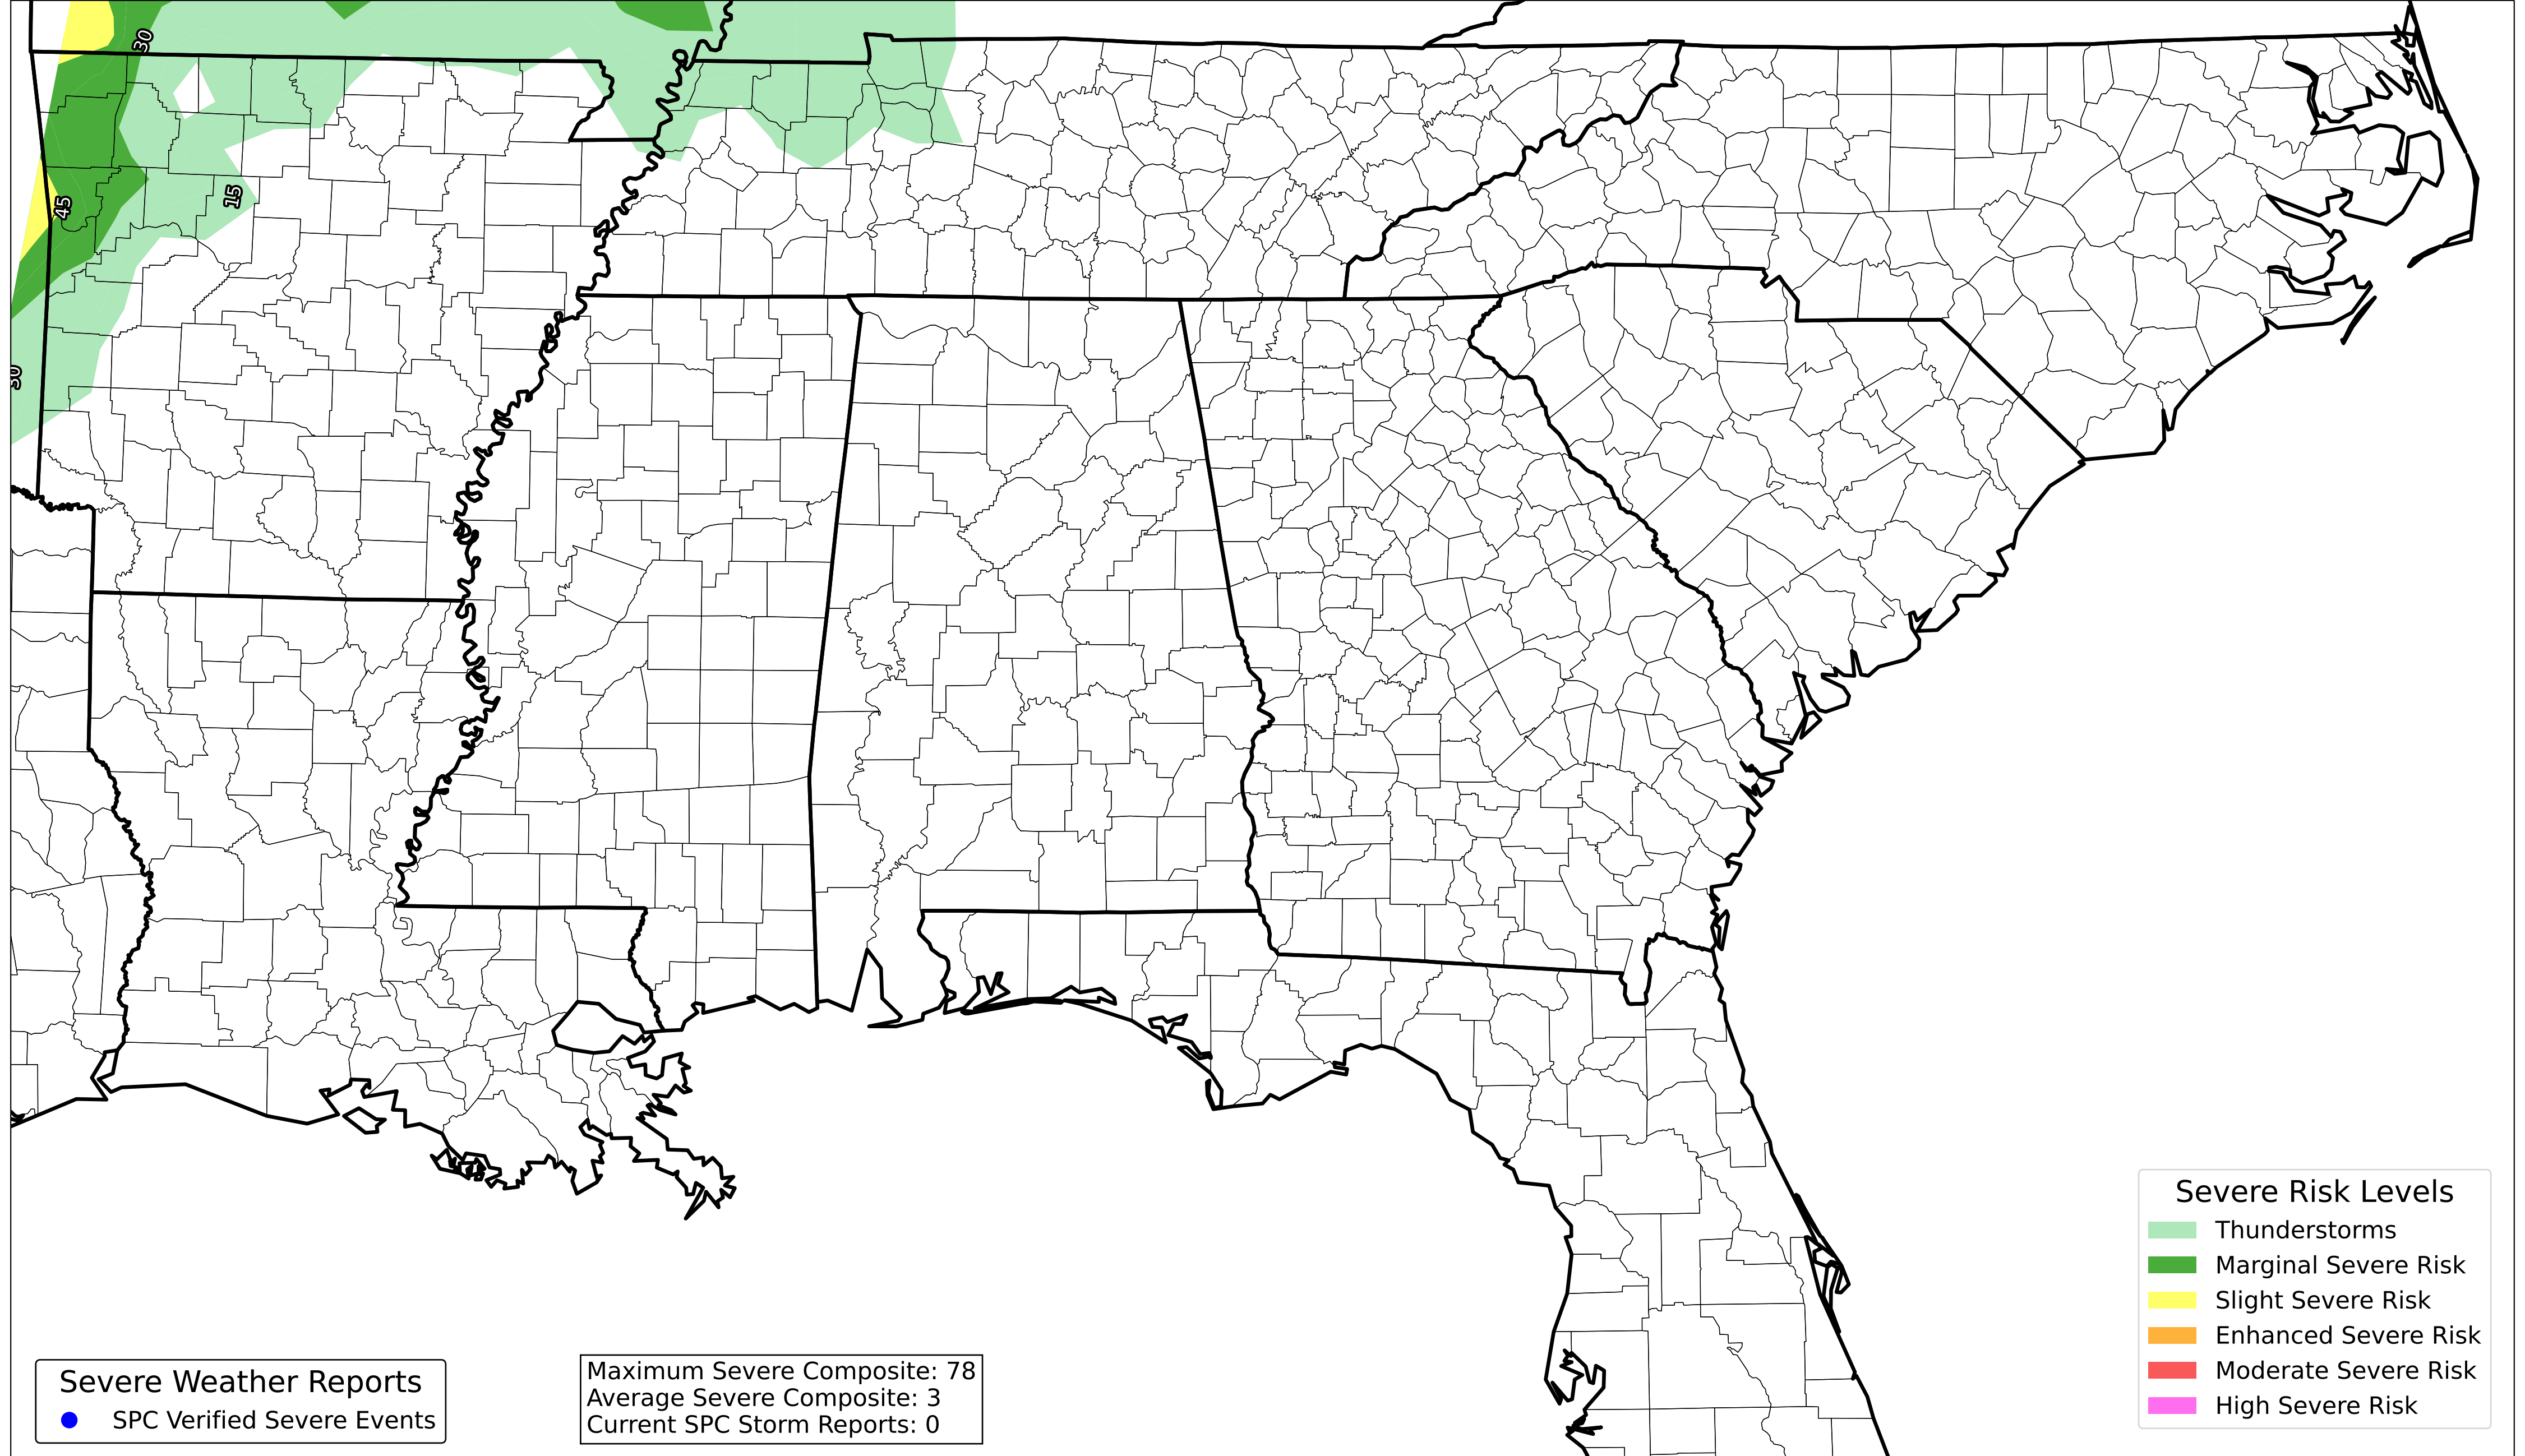 30
15
45
30
Severe Risk Levels
Thunderstorms
Marginal Severe Risk
Slight Severe Risk
Enhanced Severe Risk
Moderate Severe Risk
High Severe Risk
Severe Weather Reports
SPC Verified Severe Events
Maximum Severe Composite: 78
Average Severe Composite: 3
Current SPC Storm Reports: 0